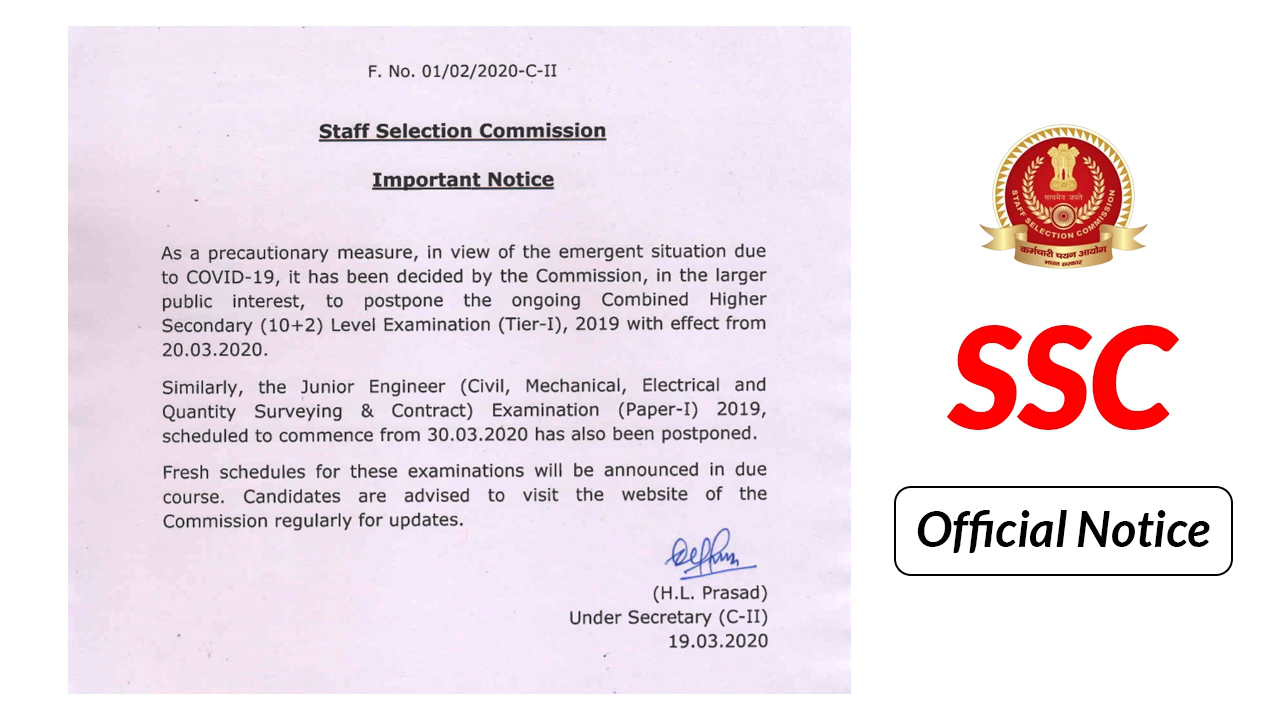 F. No. 01/02/2020-C-II
Staff Selection Commission
Important Notice
As a precautionary measure, in view of the emergent situation due
to COVID-19, it has been decided by the Commission, in the larger
public interest, to postpone the ongoing Combined Higher
Secondary (10+2) Level Examination (Tier-I), 2019 with effect from
20.03.2020.
Similarly, the Junior Engineer (Civil, Mechanical, Electrical and
Quantity Surveying & Contract) Examination (Paper-I) 2019,
scheduled to commence from 30.03.2020 has also been postponed.
Fresh schedules for these examinations will be announced in due
course. Candidates are advised to visit the website of the
Commission regularly for updates.
(H.L. Prasad)
Under Secretary (C-II)
19.03.2020
सत्यमेव जयते
STAFF SELECTION COMMISSION
कर्मचारी चयन आयोग
भारत सरकार
SSC
Official Notice